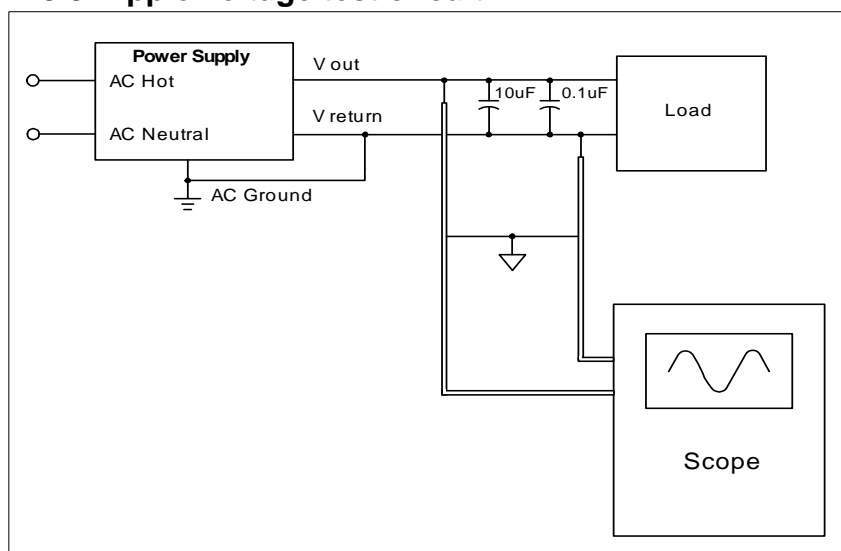 Power Supply
V out
AC Hot
10uF
0.1uF
Load
V return
AC Neutral
AC Ground
Scope